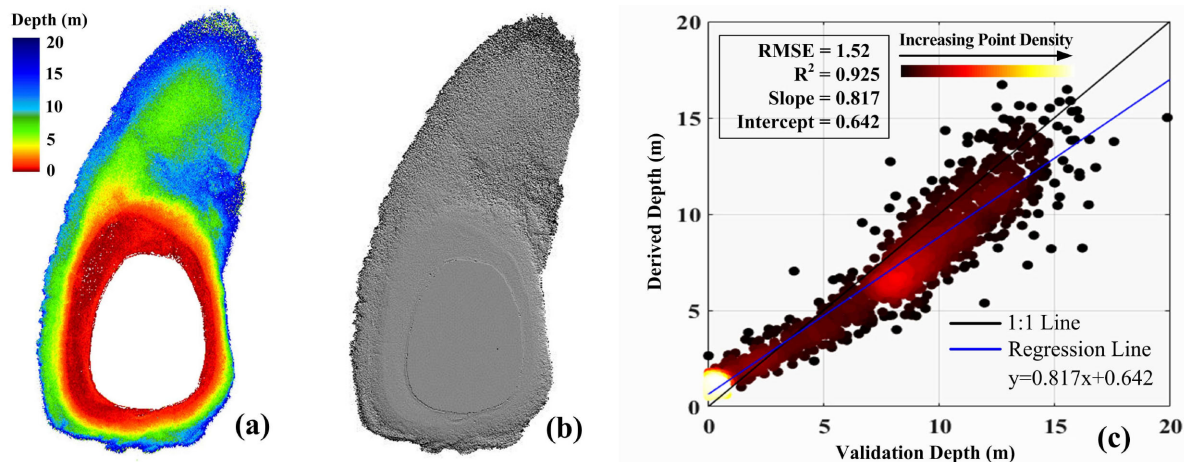 Depth (m)
20
15
10
5
0
(a)
(b)
20
15
10
5
0
Derived Depth (m)
RMSE = 1.52
R² = 0.925
Slope = 0.817
Intercept = 0.642
Increasing Point Density
1:1 Line
Regression Line
y=0.817x+0.642
0
5
10
15
20
Validation Depth (m)
(c)